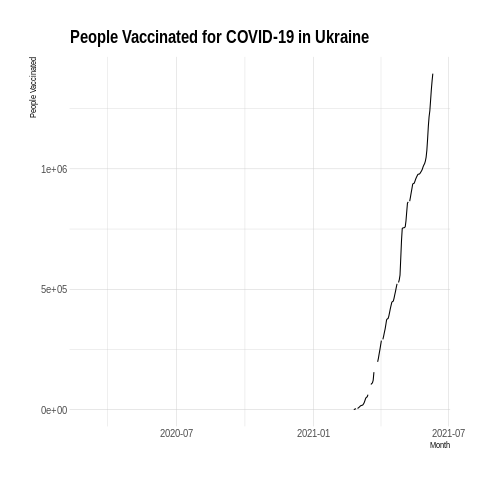 People Vaccinated for COVID-19 in Ukraine
People Vaccinated
1e+06
5e+05
0e+00
2020-07
2021-01
2021-07
Month